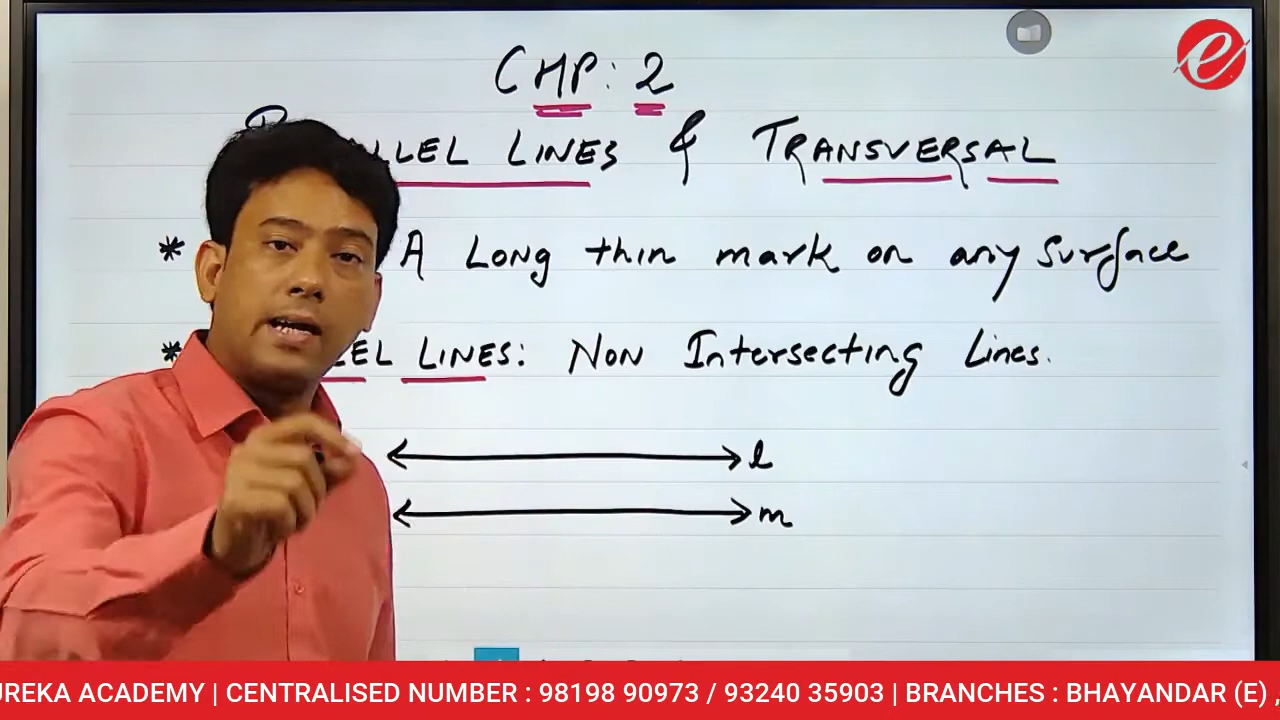 CHP: 2
LLEL LINES & TRANSVERSAL
* A LONG thin mark on any surface
* EL LINES: NON Intersecting Lines.
l
m
UREKA ACADEMY | CENTRALISED NUMBER : 98198 90973 / 93240 35903 | BRANCHES : BHAYANDAR (E) ,